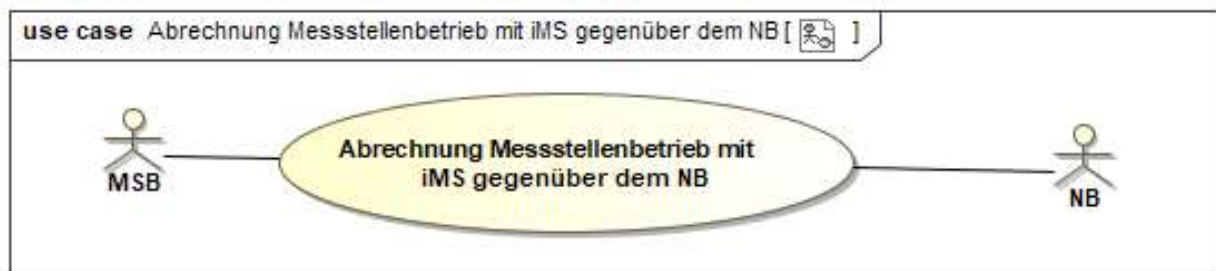 use case Abrechnung Messstellenbetrieb mit iMS gegenüber dem NB [ ]
Abrechnung Messstellenbetrieb mit
iMS gegenüber dem NB
MSB
NB